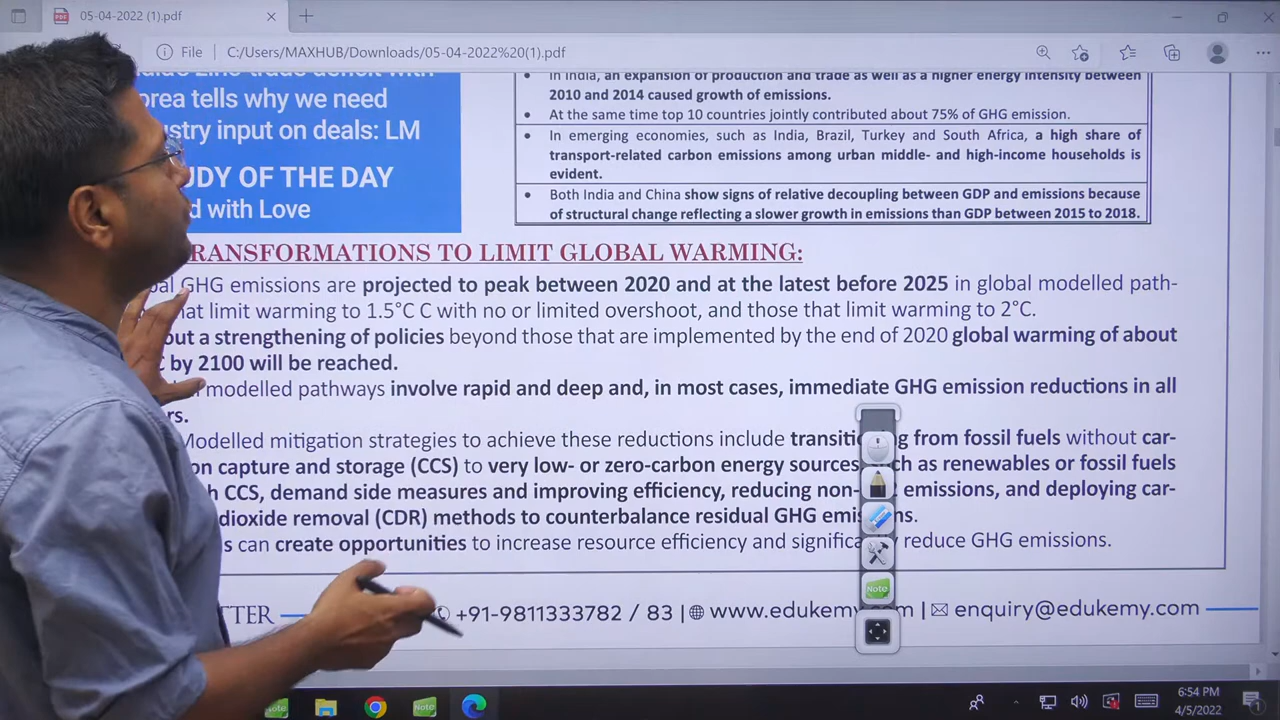 05-04-2022 (1).pdf
File
C:/Users/MAXHUB/Downloads/05-04-2022%20(1).pdf
trade deficit with
orea tells why we need
stry input on deals: LM
UDY OF THE DAY
d with Love
In India, an expansion of production and trade as well as a higher energy intensity between
2010 and 2014 caused growth of emissions.
At the same time top 10 countries jointly contributed about 75% of GHG emission.
In emerging economies, such as India, Brazil, Turkey and South Africa, a high share of
transport-related carbon emissions among urban middle- and high-income households is
evident.
Both India and China show signs of relative decoupling between GDP and emissions because
of structural change reflecting a slower growth in emissions than GDP between 2015 to 2018.
RANSFORMATIONS TO LIMIT GLOBAL WARMING:
bal GHG emissions are projected to peak between 2020 and at the latest before 2025 in global modelled path-
hat limit warming to 1.5°C C with no or limited overshoot, and those that limit warming to 2°C.
out a strengthening of policies beyond those that are implemented by the end of 2020 global warming of about
C by 2100 will be reached.
modelled pathways involve rapid and deep and, in most cases, immediate GHG emission reductions in all
rs.
Modelled mitigation strategies to achieve these reductions include transiti g from fossil fuels without car-
on capture and storage (CCS) to very low- or zero-carbon energy sources ch as renewables or fossil fuels
h CCS, demand side measures and improving efficiency, reducing non- emissions, and deploying car-
dioxide removal (CDR) methods to counterbalance residual GHG emi s.
s can create opportunities to increase resource efficiency and significa reduce GHG emissions.
TTER
+91-9811333782 / 83 | www.edukemy m | enquiry@edukemy.com
Note
Note
Note
6:54 PM
4/5/2022
1